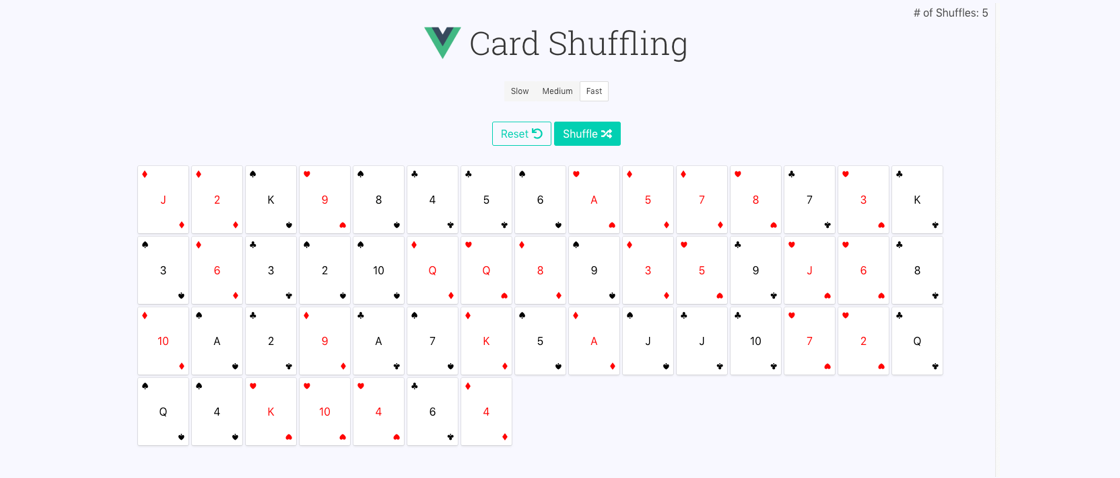 # of Shuffles: 5
Card Shuffling
Slow Medium Fast
Reset Shuffle
J 2 K 9 8 4 5 6 A 5 7 8 7 3 K
3 6 3 2 10 Q Q 8 9 3 5 9 J 6 8
10 A 2 9 A 7 K 5 A J J 10 7 2 Q
Q 4 K 10 4 6 4